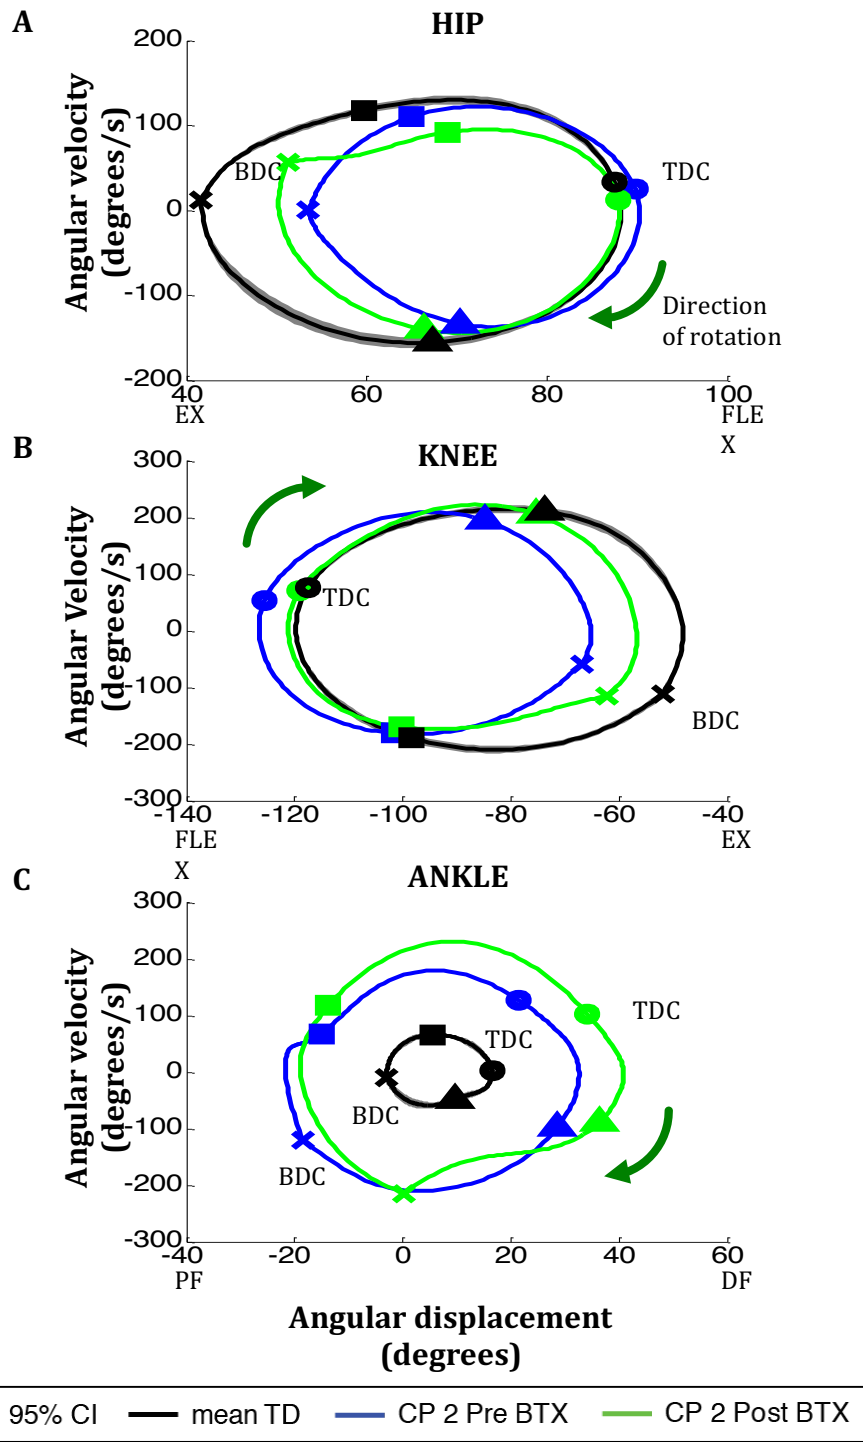 A
HIP
200
100
0
-100
-200
Angular velocity
(degrees/s)
BDC
TDC
Direction
of rotation
40
60
80
100
EX
FLE
X
B
KNEE
300
200
100
0
-100
-200
-300
Angular Velocity
(degrees/s)
TDC
BDC
-140
-120
-100
-80
-60
-40
FLE
X
EX
C
ANKLE
300
200
100
0
-100
-200
-300
Angular velocity
(degrees/s)
TDC
TDC
BDC
BDC
-40
-20
0
20
40
60
PF
DF
Angular displacement
(degrees)
95% CI mean TD CP 2 Pre BTX CP 2 Post BTX